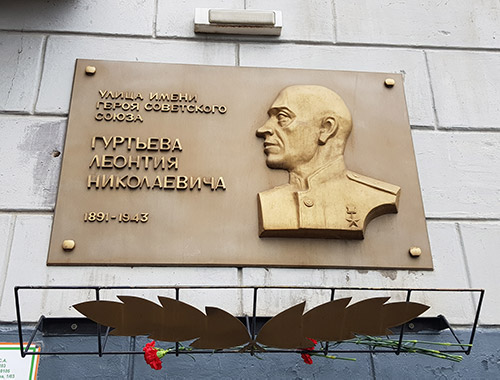 УЛИЦА ИМЕНИ
ГЕРОЯ СОВЕТСКОГО
СОЮЗА
ГУРТЬЕВА
ЛЕОНТИЯ
НИКОЛАЕВИЧА
1891-1943